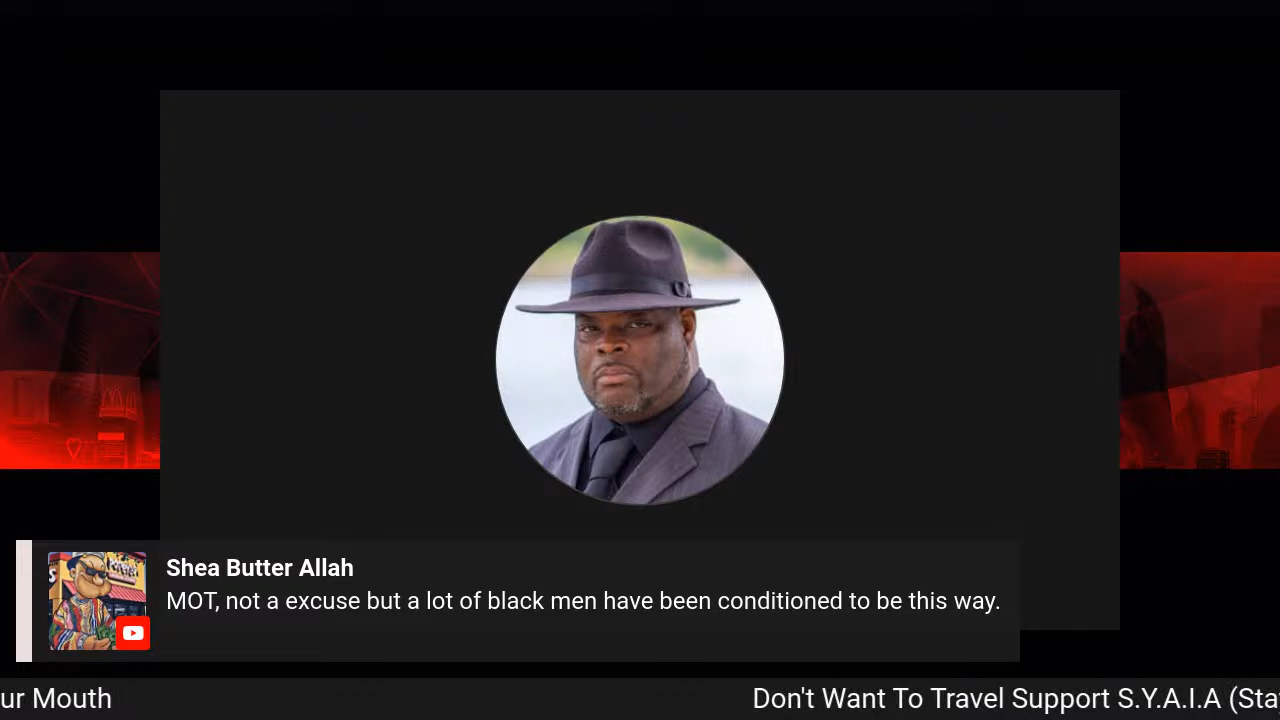 Shea Butter Allah
MOT, not a excuse but a lot of black men have been conditioned to be this way.
ur Mouth
Don't Want To Travel Support S.Y.A.I.A (Sta